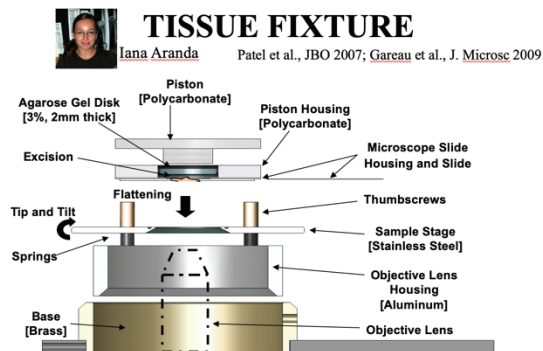 TISSUE FIXTURE
Iana Aranda
Patel et al., JBO 2007; Gareau et al., J. Microsc 2009
Piston
[Polycarbonate]
Agarose Gel Disk
[3%, 2mm thick]
Piston Housing
[Polycarbonate]
Excision
Microscope Slide
Housing and Slide
Flattening
Thumbscrews
Tip and Tilt
Sample Stage
[Stainless Steel]
Springs
Objective Lens
Housing
[Aluminum]
Base
[Brass]
Objective Lens